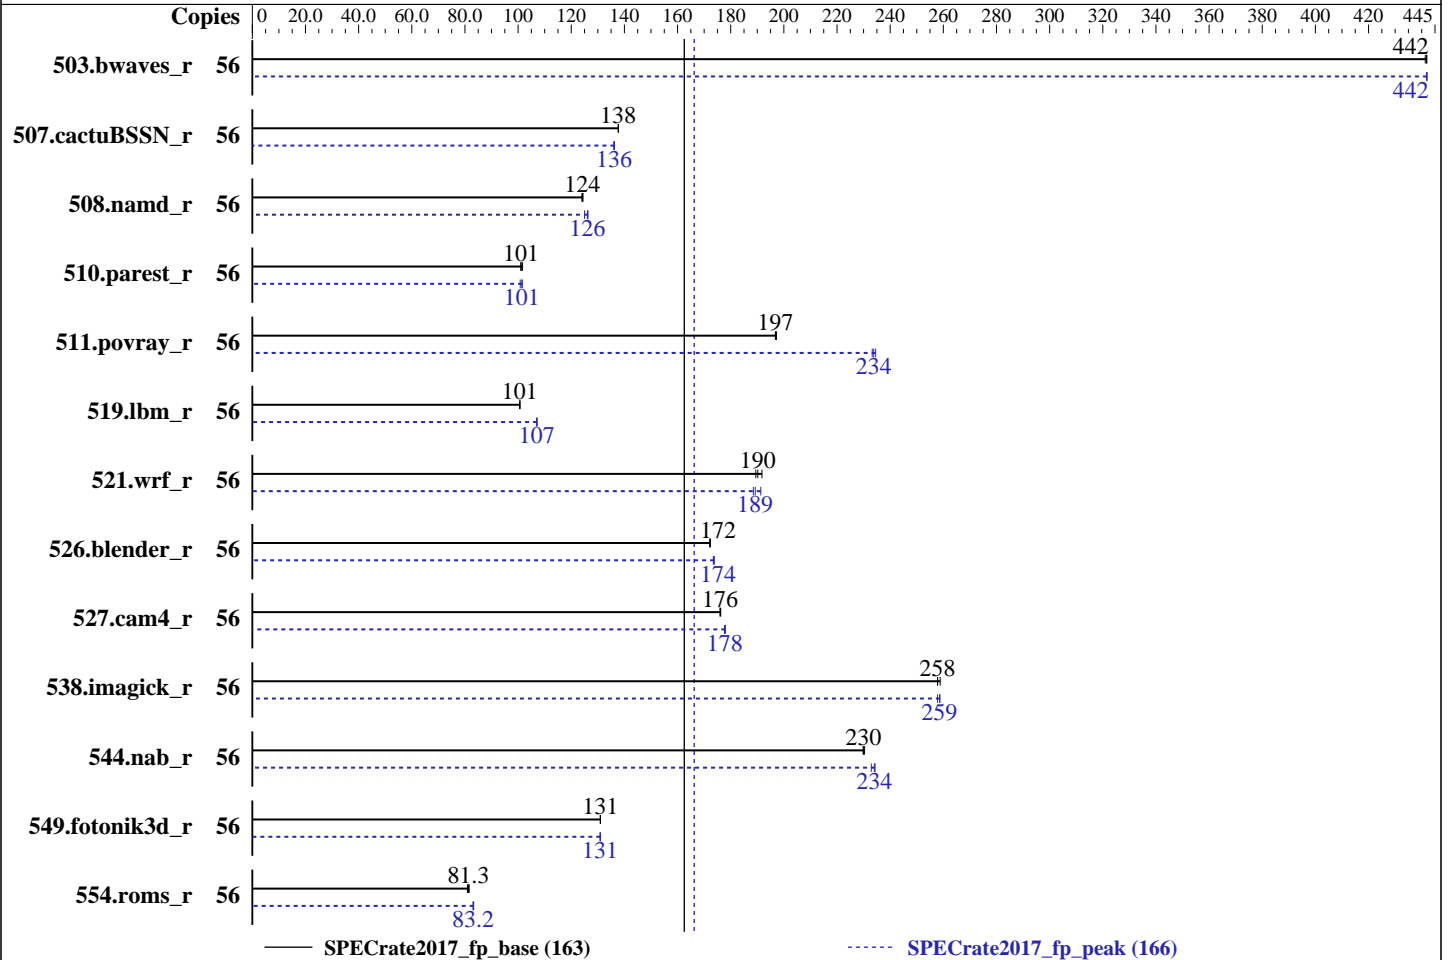 Copies 0 20.0 40.0 60.0 80.0 100 120 140 160 180 200 220 240 260 280 300 320 340 360 380 400 420 445
503.bwaves_r 56 442
442
507.cactuBSSN_r 56 138
136
508.namd_r 56 124
126
510.parest_r 56 101
101
511.povray_r 56 197
234
519.lbm_r 56 101
107
521.wrf_r 56 190
189
526.blender_r 56 172
174
527.cam4_r 56 176
178
538.imagick_r 56 258
259
544.nab_r 56 230
234
549.fotonik3d_r 56 131
131
554.roms_r 56 81.3
83.2
SPECrate2017_fp_base (163) SPECrate2017_fp_peak (166)